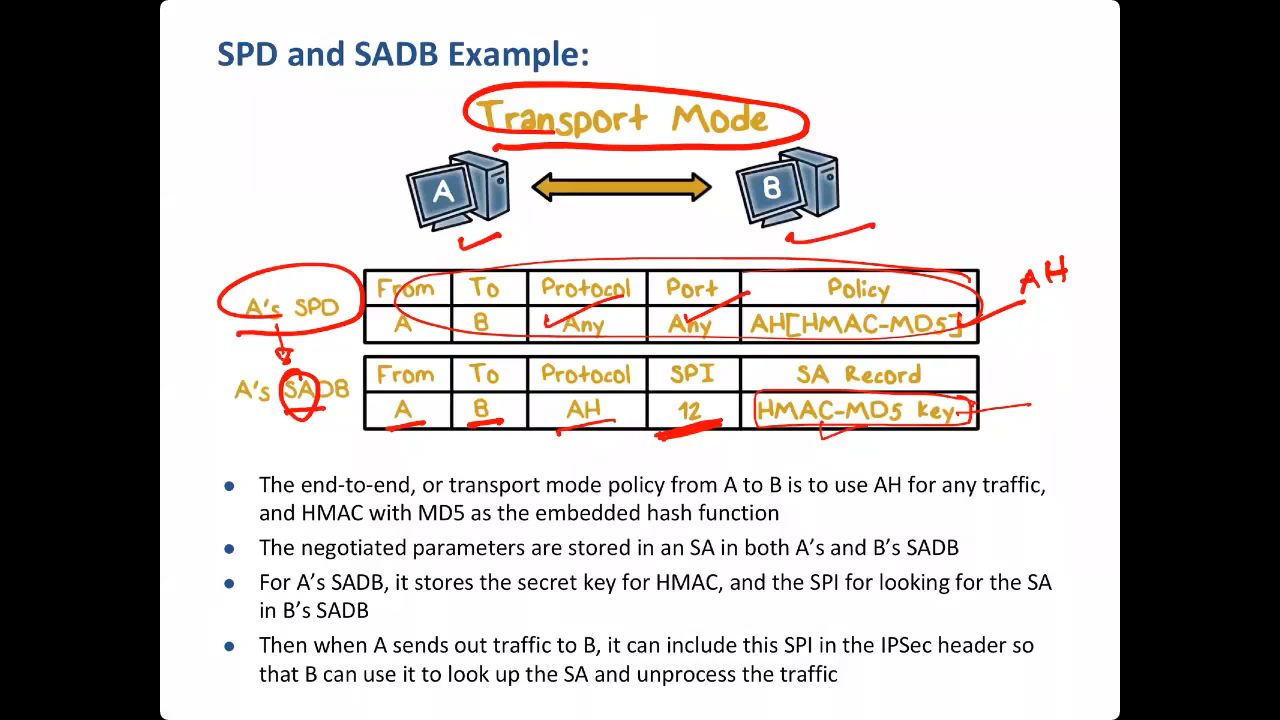 SPD and SADB Example:
Transport Mode
A
B
AH
From To Protocol Port Policy
A's SPD
A B Any Any AH[HMAC-MD5]
From To Protocol SPI SA Record
A's SADB
A B AH 12 HMAC-MD5 key
• The end-to-end, or transport mode policy from A to B is to use AH for any traffic,
and HMAC with MD5 as the embedded hash function
• The negotiated parameters are stored in an SA in both A's and B's SADB
• For A's SADB, it stores the secret key for HMAC, and the SPI for looking for the SA
in B's SADB
• Then when A sends out traffic to B, it can include this SPI in the IPSec header so
that B can use it to look up the SA and unprocess the traffic